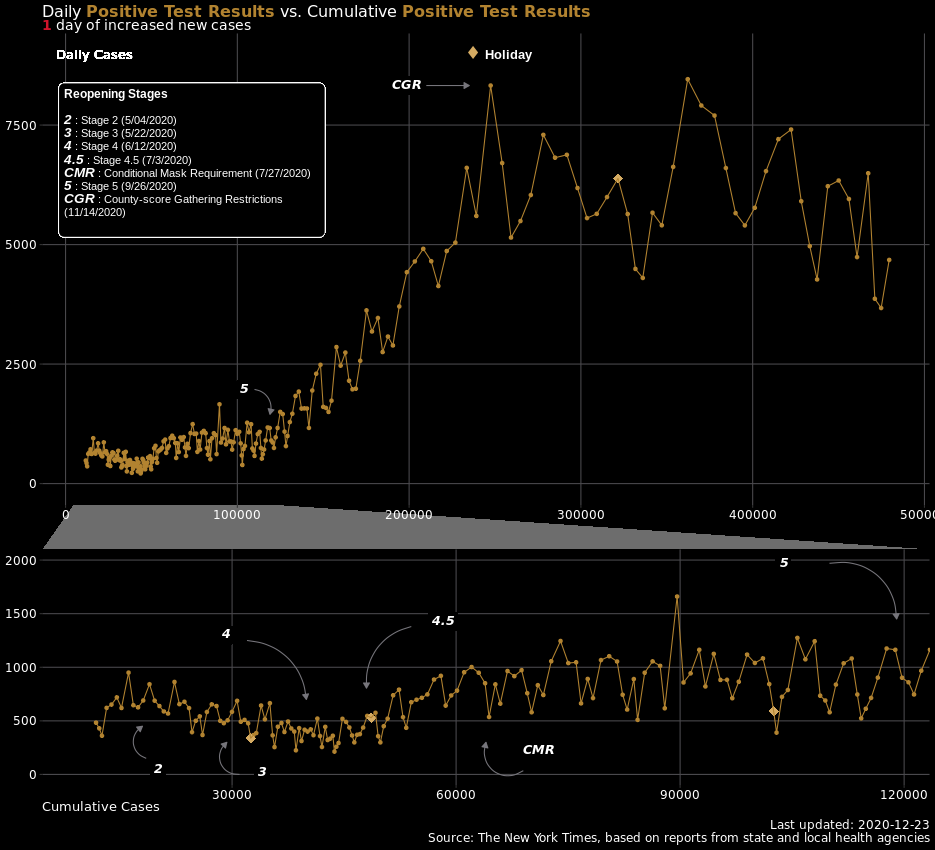 Daily Positive Test Results vs. Cumulative Positive Test Results
1 day of increased new cases
Daily Cases
Holiday
CGR
Reopening Stages
2 : Stage 2 (5/04/2020)
3 : Stage 3 (5/22/2020)
4 : Stage 4 (6/12/2020)
4.5 : Stage 4.5 (7/3/2020)
CMR : Conditional Mask Requirement (7/27/2020)
5 : Stage 5 (9/26/2020)
CGR : County-score Gathering Restrictions
(11/14/2020)
7500
5000
2500
5
0
0 100000 200000 300000 400000 50000
2000
5
1500
4
4.5
1000
500
CMR
2
3
0
30000 60000 90000 120000
Cumulative Cases
Last updated: 2020-12-23
Source: The New York Times, based on reports from state and local health agencies